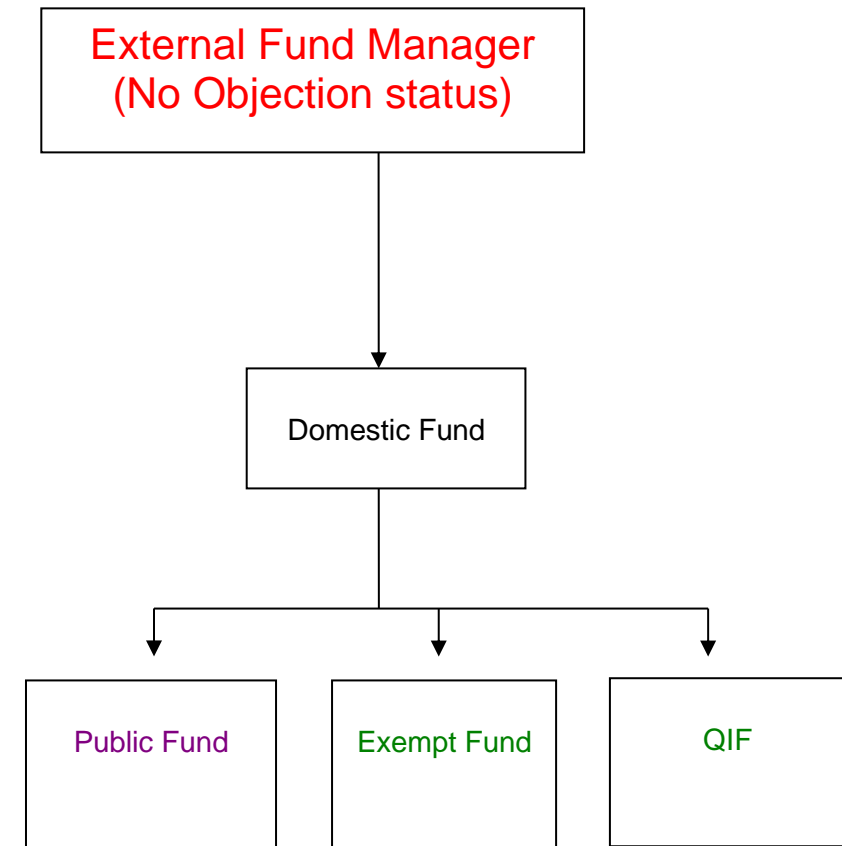 External Fund Manager
(No Objection status)
Domestic Fund
Public Fund
Exempt Fund
QIF